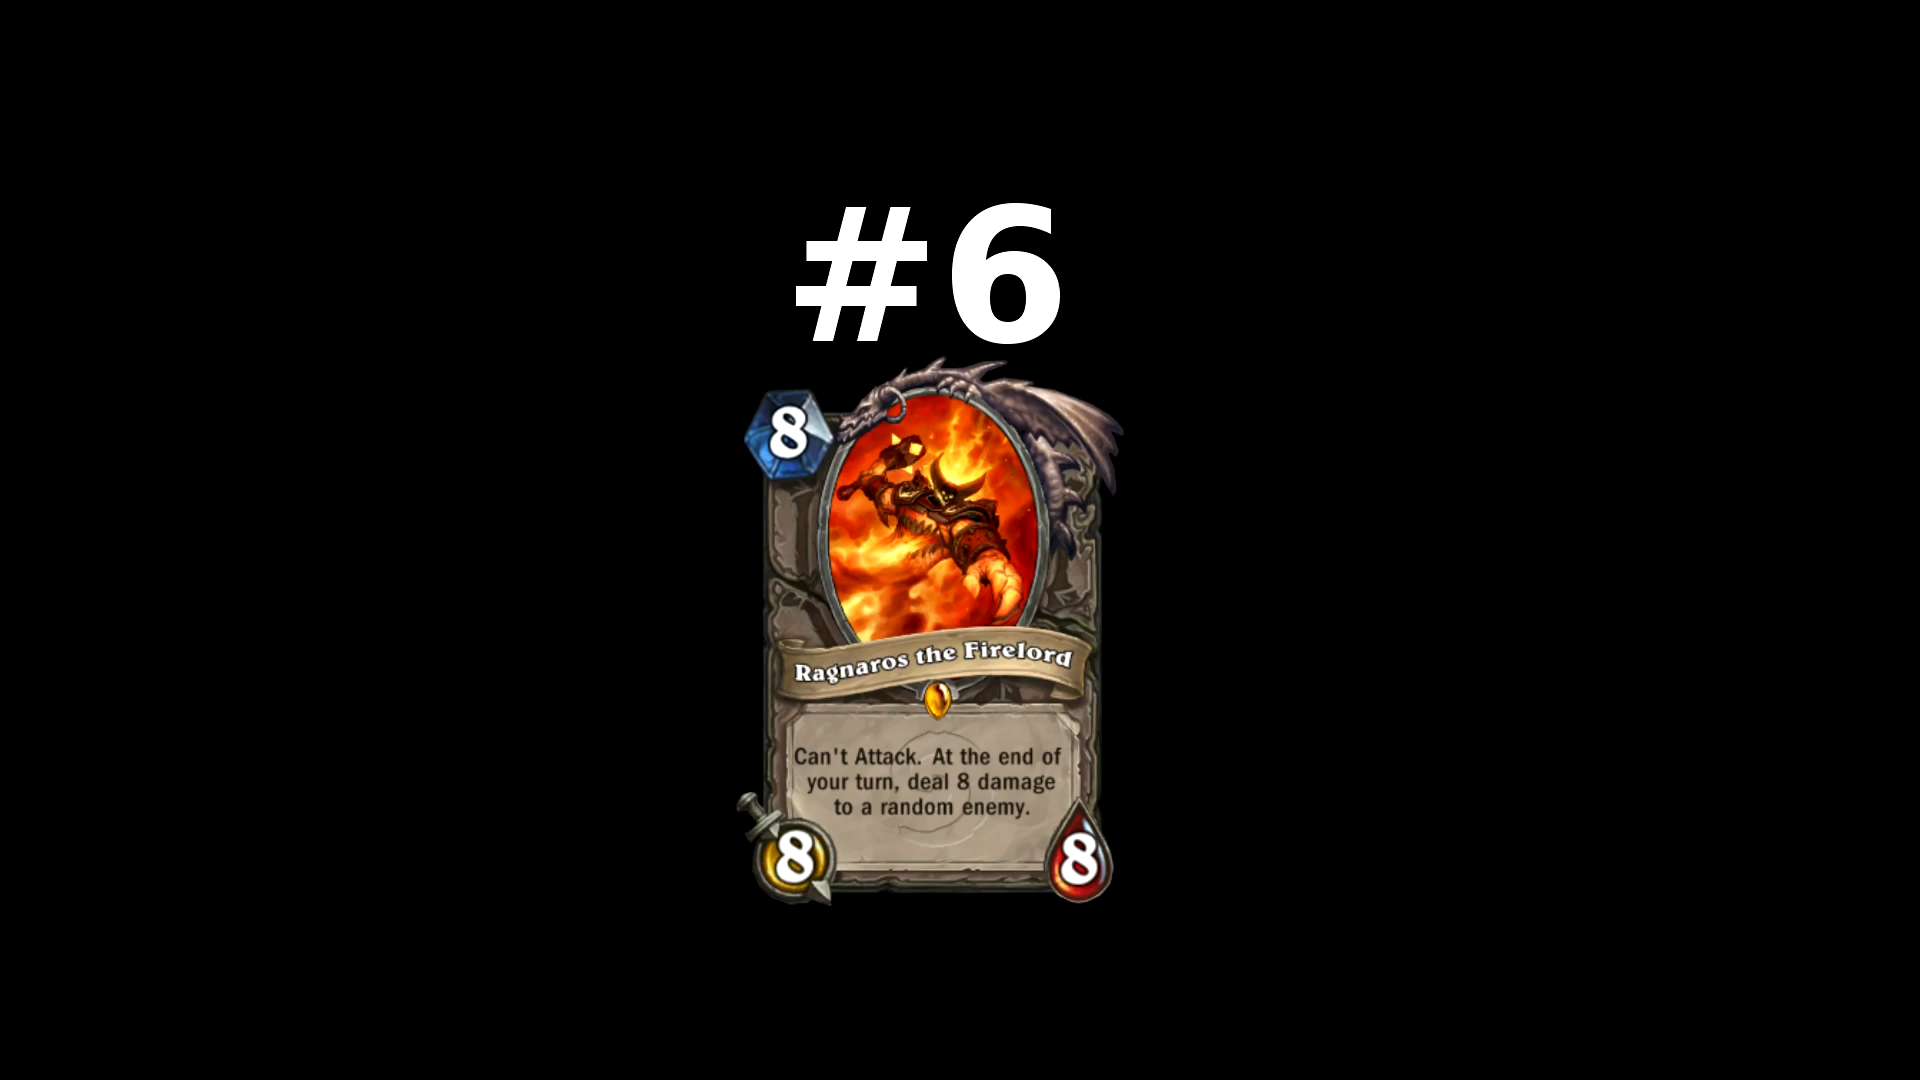 #6
8
Ragnaros the Firelord
Can't Attack. At the end of
your turn, deal 8 damage
to a random enemy.
8
8